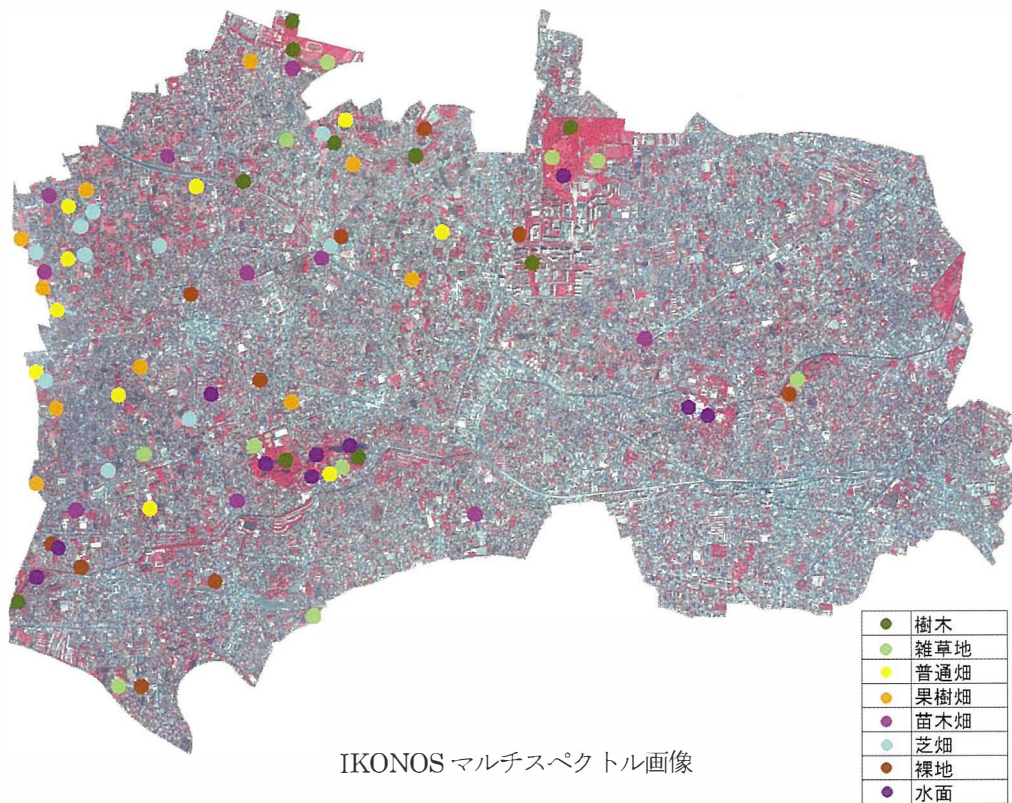 IKONOS マルチスペクトル画像
樹木
雑草地
普通畑
果樹畑
苗木畑
芝畑
裸地
水面